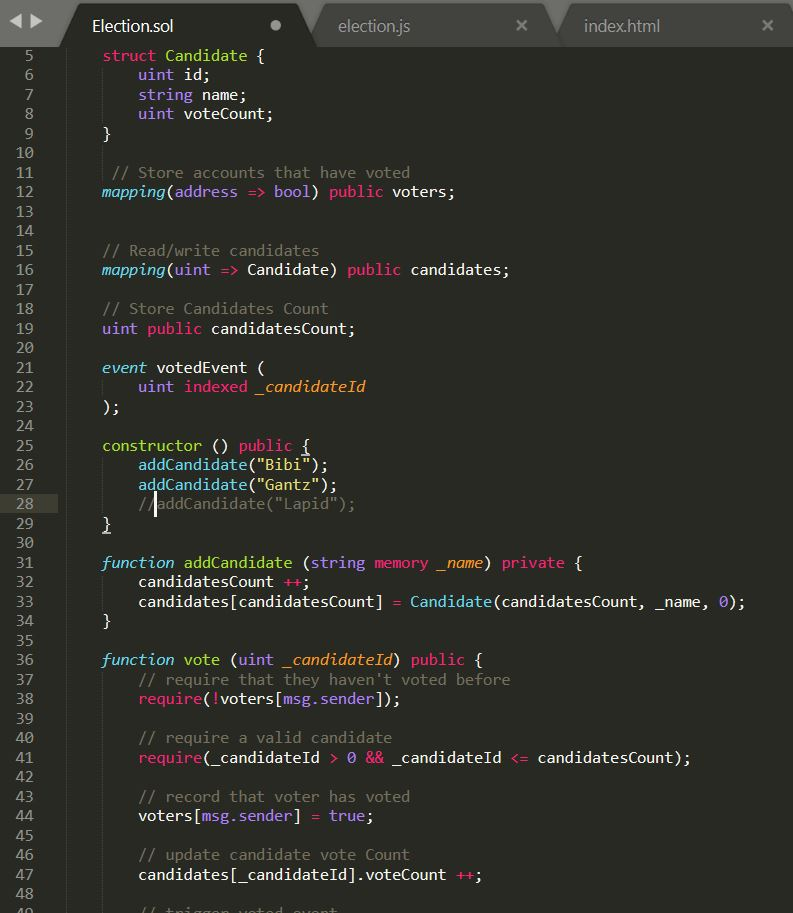 Election.sol election.js index.html
5 struct Candidate {
6 uint id;
7 string name;
8 uint voteCount;
9 }
10
11 // Store accounts that have voted
12 mapping(address => bool) public voters;
13
14
15 // Read/write candidates
16 mapping(uint => Candidate) public candidates;
17
18 // Store Candidates Count
19 uint public candidatesCount;
20
21 event votedEvent (
22 uint indexed _candidateId
23 );
24
25 constructor () public {
26 addCandidate("Bibi");
27 addCandidate("Gantz");
28 //addCandidate("Lapid");
29 }
30
31 function addCandidate (string memory _name) private {
32 candidatesCount ++;
33 candidates[candidatesCount] = Candidate(candidatesCount, _name, 0);
34 }
35
36 function vote (uint _candidateId) public {
37 // require that they haven't voted before
38 require(!voters[msg.sender]);
39
40 // require a valid candidate
41 require(_candidateId > 0 && _candidateId <= candidatesCount);
42
43 // record that voter has voted
44 voters[msg.sender] = true;
45
46 // update candidate vote Count
47 candidates[_candidateId].voteCount ++;
48
49 // trigger voted event